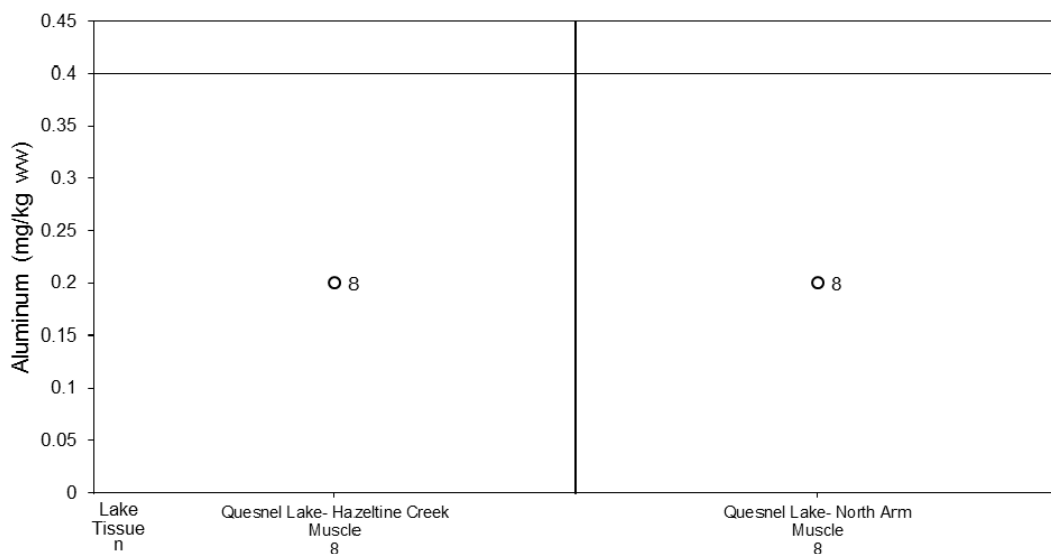 0.45
0.4
0.35
0.3
0.25
0.2
0.15
0.1
0.05
0
Aluminum (mg/kg ww)
8
8
Lake
Tissue
n
Quesnel Lake- Hazeltine Creek
Muscle
8
Quesnel Lake- North Arm
Muscle
8